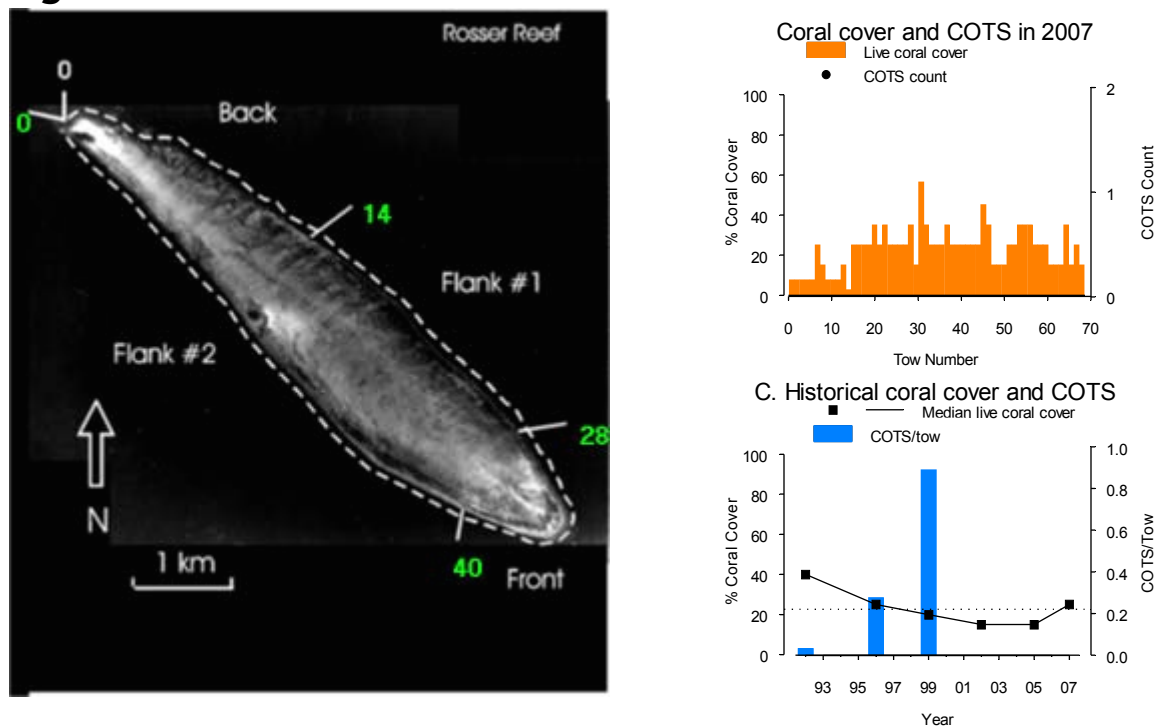 g
Rosser Reef
0
0
Back
14
Flank #1
Flank #2
28
N
1 km
40
Front
Coral cover and COTS in 2007
Live coral cover
COTS count
100
80
60
40
20
0
% Coral Cover
2
1
0
COTS Count
0 10 20 30 40 50 60 70
Tow Number
C. Historical coral cover and COTS
Median live coral cover
COTS/tow
100
80
60
40
20
0
% Coral Cover
1.0
0.8
0.6
0.4
0.2
0.0
COTS/Tow
93 95 97 99 01 03 05 07
Year